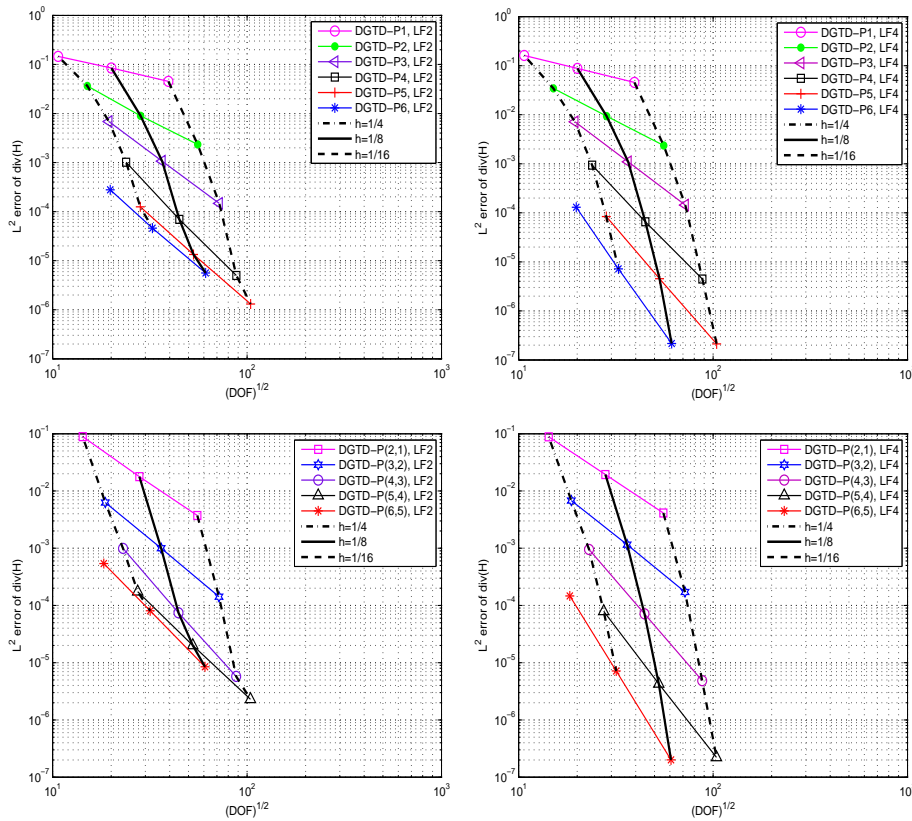 10^0
10^-1
10^-2
10^-3
10^-4
10^-5
10^-6
10^-7
L^2 error of div(H)
10^1
10^2
10^3
(DOF)^1/2
DGTD-P1, LF2
DGTD-P2, LF2
DGTD-P3, LF2
DGTD-P4, LF2
DGTD-P5, LF2
DGTD-P6, LF2
h=1/4
h=1/8
h=1/16
10^0
10^-1
10^-2
10^-3
10^-4
10^-5
10^-6
10^-7
L^2 error of div(H)
10^1
10^2
10
(DOF)^1/2
DGTD-P1, LF4
DGTD-P2, LF4
DGTD-P3, LF4
DGTD-P4, LF4
DGTD-P5, LF4
DGTD-P6, LF4
h=1/4
h=1/8
h=1/16
10^-1
10^-2
10^-3
10^-4
10^-5
10^-6
10^-7
L^2 error of div(H)
10^1
10^2
10^3
(DOF)^1/2
DGTD-P(2,1), LF2
DGTD-P(3,2), LF2
DGTD-P(4,3), LF2
DGTD-P(5,4), LF2
DGTD-P(6,5), LF2
h=1/4
h=1/8
h=1/16
10^-1
10^-2
10^-3
10^-4
10^-5
10^-6
10^-7
L^2 error of div(H)
10^1
10^2
10
(DOF)^1/2
DGTD-P(2,1), LF4
DGTD-P(3,2), LF4
DGTD-P(4,3), LF4
DGTD-P(5,4), LF4
DGTD-P(6,5), LF4
h=1/4
h=1/8
h=1/16